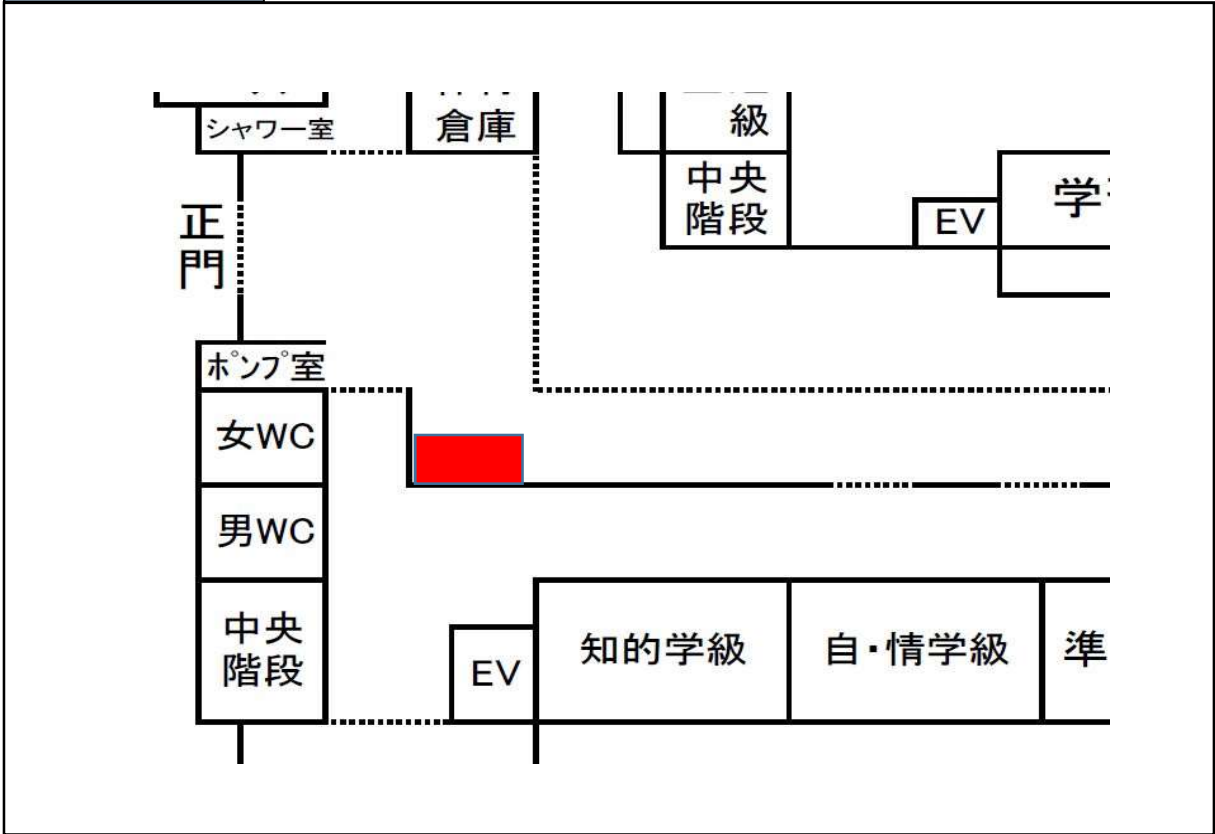 シャワー室
倉庫
級
中央
階段
EV
学
正
門
ポンプ室
女WC
男WC
中央
階段
EV
知的学級
自・情学級
準